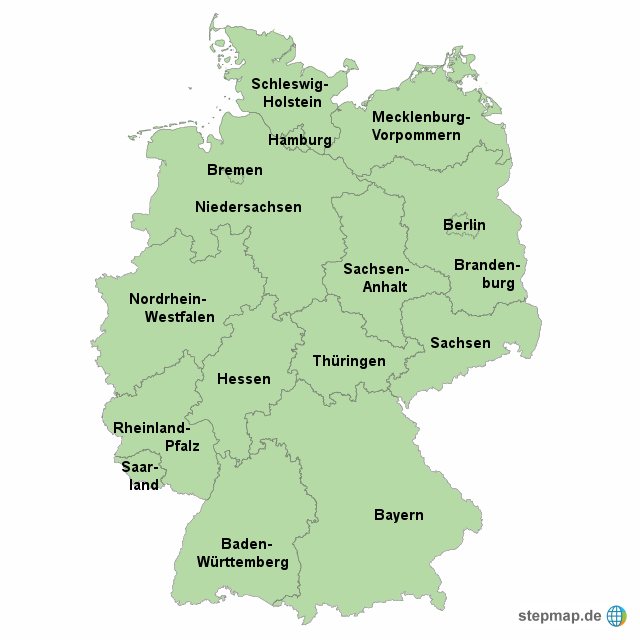 Schleswig-
Holstein
Mecklenburg-
Vorpommern
Hamburg
Bremen
Niedersachsen
Berlin
Branden-
burg
Sachsen-
Anhalt
Nordrhein-
Westfalen
Sachsen
Thüringen
Hessen
Rheinland-
Pfalz
Saar-
land
Bayern
Baden-
Württemberg
stepmap.de